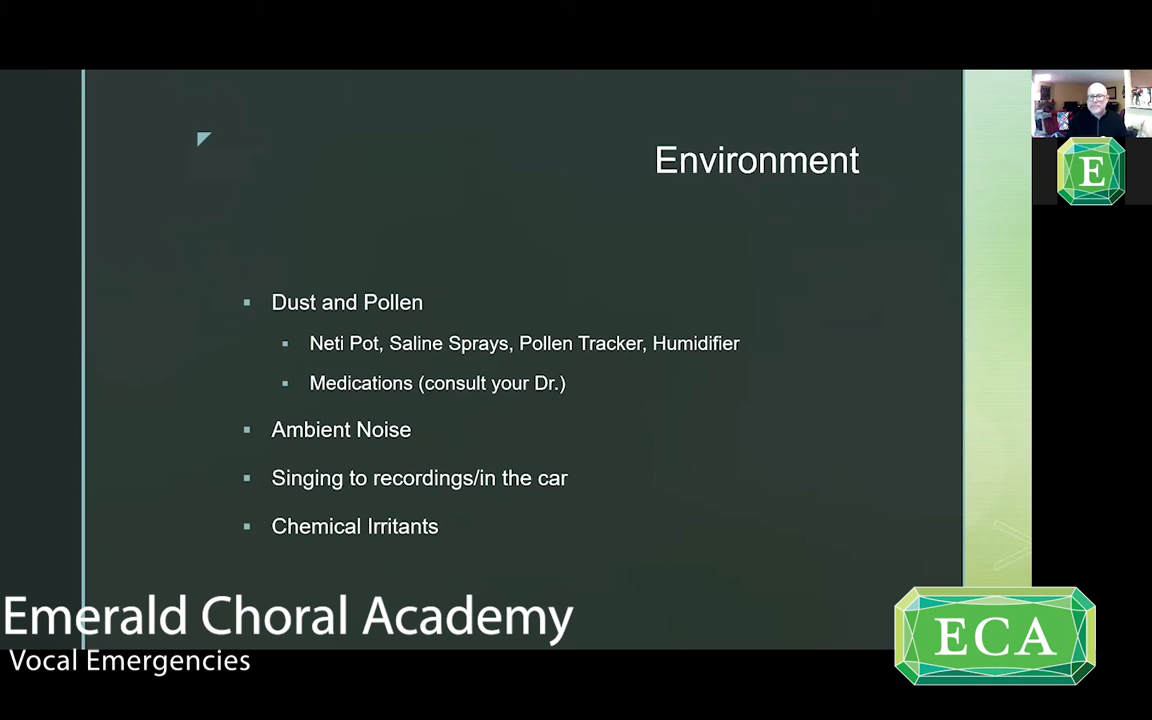 Environment
E
Dust and Pollen
Neti Pot, Saline Sprays, Pollen Tracker, Humidifier
Medications (consult your Dr.)
Ambient Noise
Singing to recordings/in the car
Chemical Irritants
Emerald Choral Academy
Vocal Emergencies
ECA